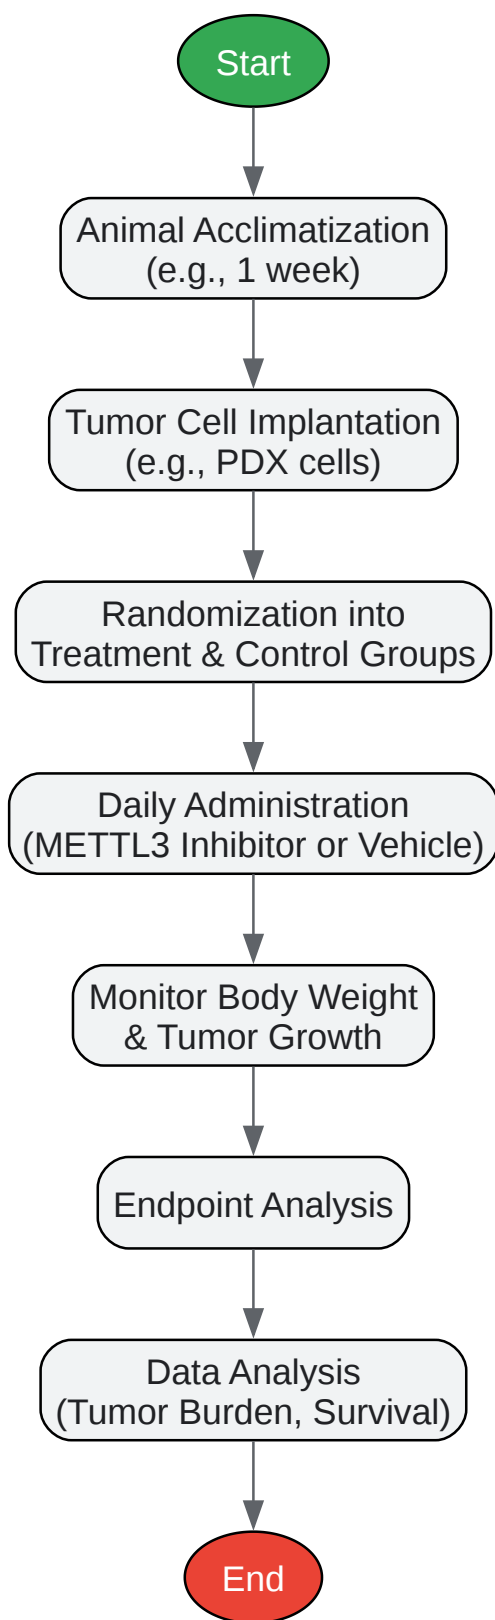 Start
Animal Acclimatization
(e.g., 1 week)
Tumor Cell Implantation
(e.g., PDX cells)
Randomization into
Treatment & Control Groups
Daily Administration
(METTL3 Inhibitor or Vehicle)
Monitor Body Weight
& Tumor Growth
Endpoint Analysis
Data Analysis
(Tumor Burden, Survival)
End